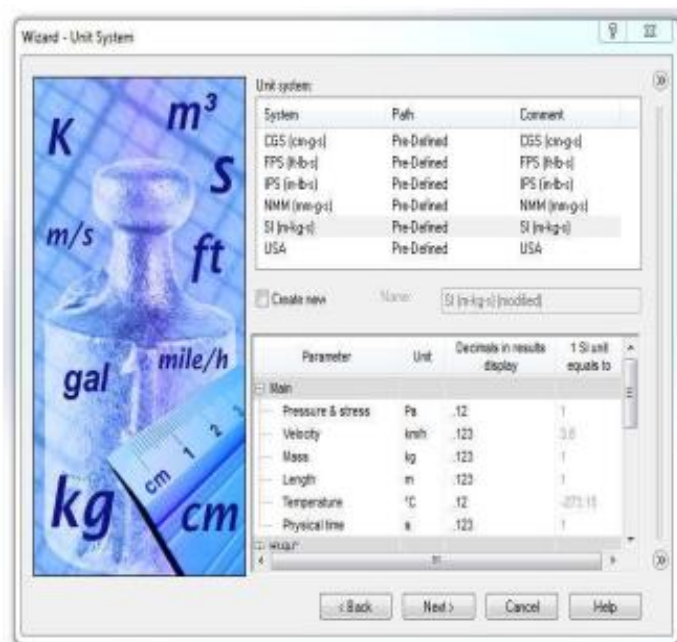 Wizard - Unit System
K
m³
s
m/s
ft
gal
mile/h
cm 1 2 3
kg
cm
Unit system:
System Path Comment
CGS (cm-g-s) Pre-Defined CGS (cm-g-s)
FPS (ft-lb-s) Pre-Defined FPS (ft-lb-s)
IPS (in-lb-s) Pre-Defined IPS (in-lb-s)
NMM (mm-g-s) Pre-Defined NMM (mm-g-s)
SI (m-kg-s) Pre-Defined SI (m-kg-s)
USA Pre-Defined USA
Create new Name: SI (m-kg-s) (modified)
Parameter Unit Decimals in results display 1 SI unit equals to
Main
Pressure & stress Pa .12 1
Velocity km/h .123 3.6
Mass kg .123 1
Length m .123 1
Temperature °C .12 -273.15
Physical time s .123 1
< Back Next > Cancel Help